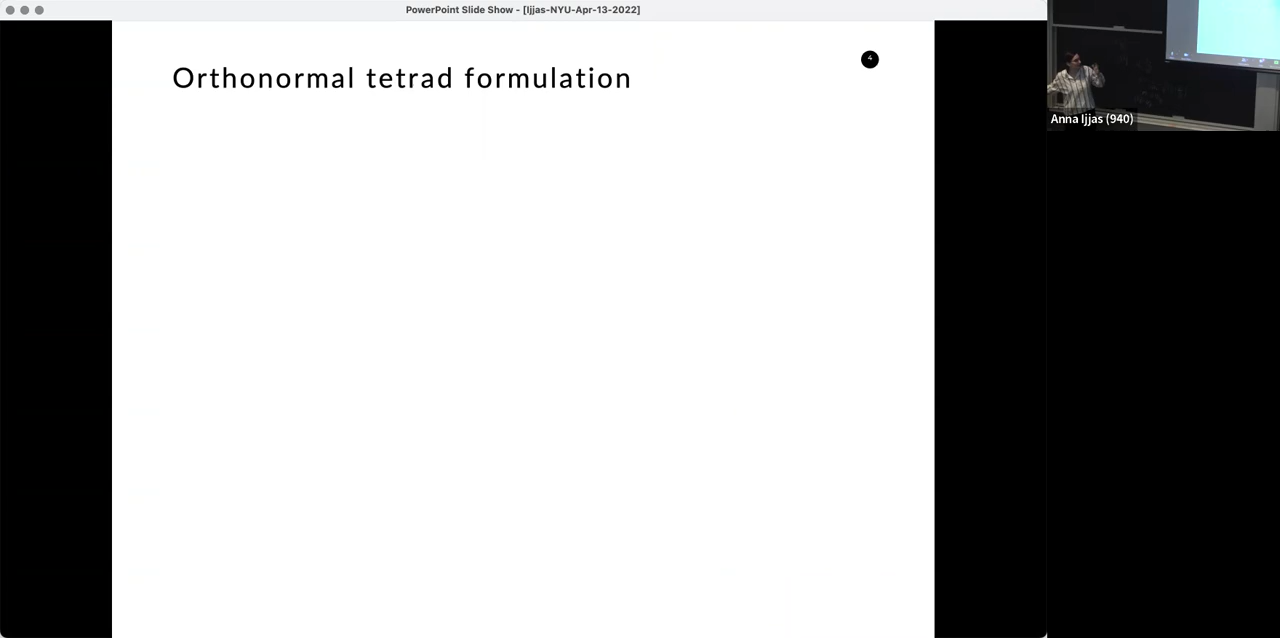 PowerPoint Slide Show - [Ijjas-NYU-Apr-13-2022]
Orthonormal tetrad formulation
4
Anna Ijjas (940)